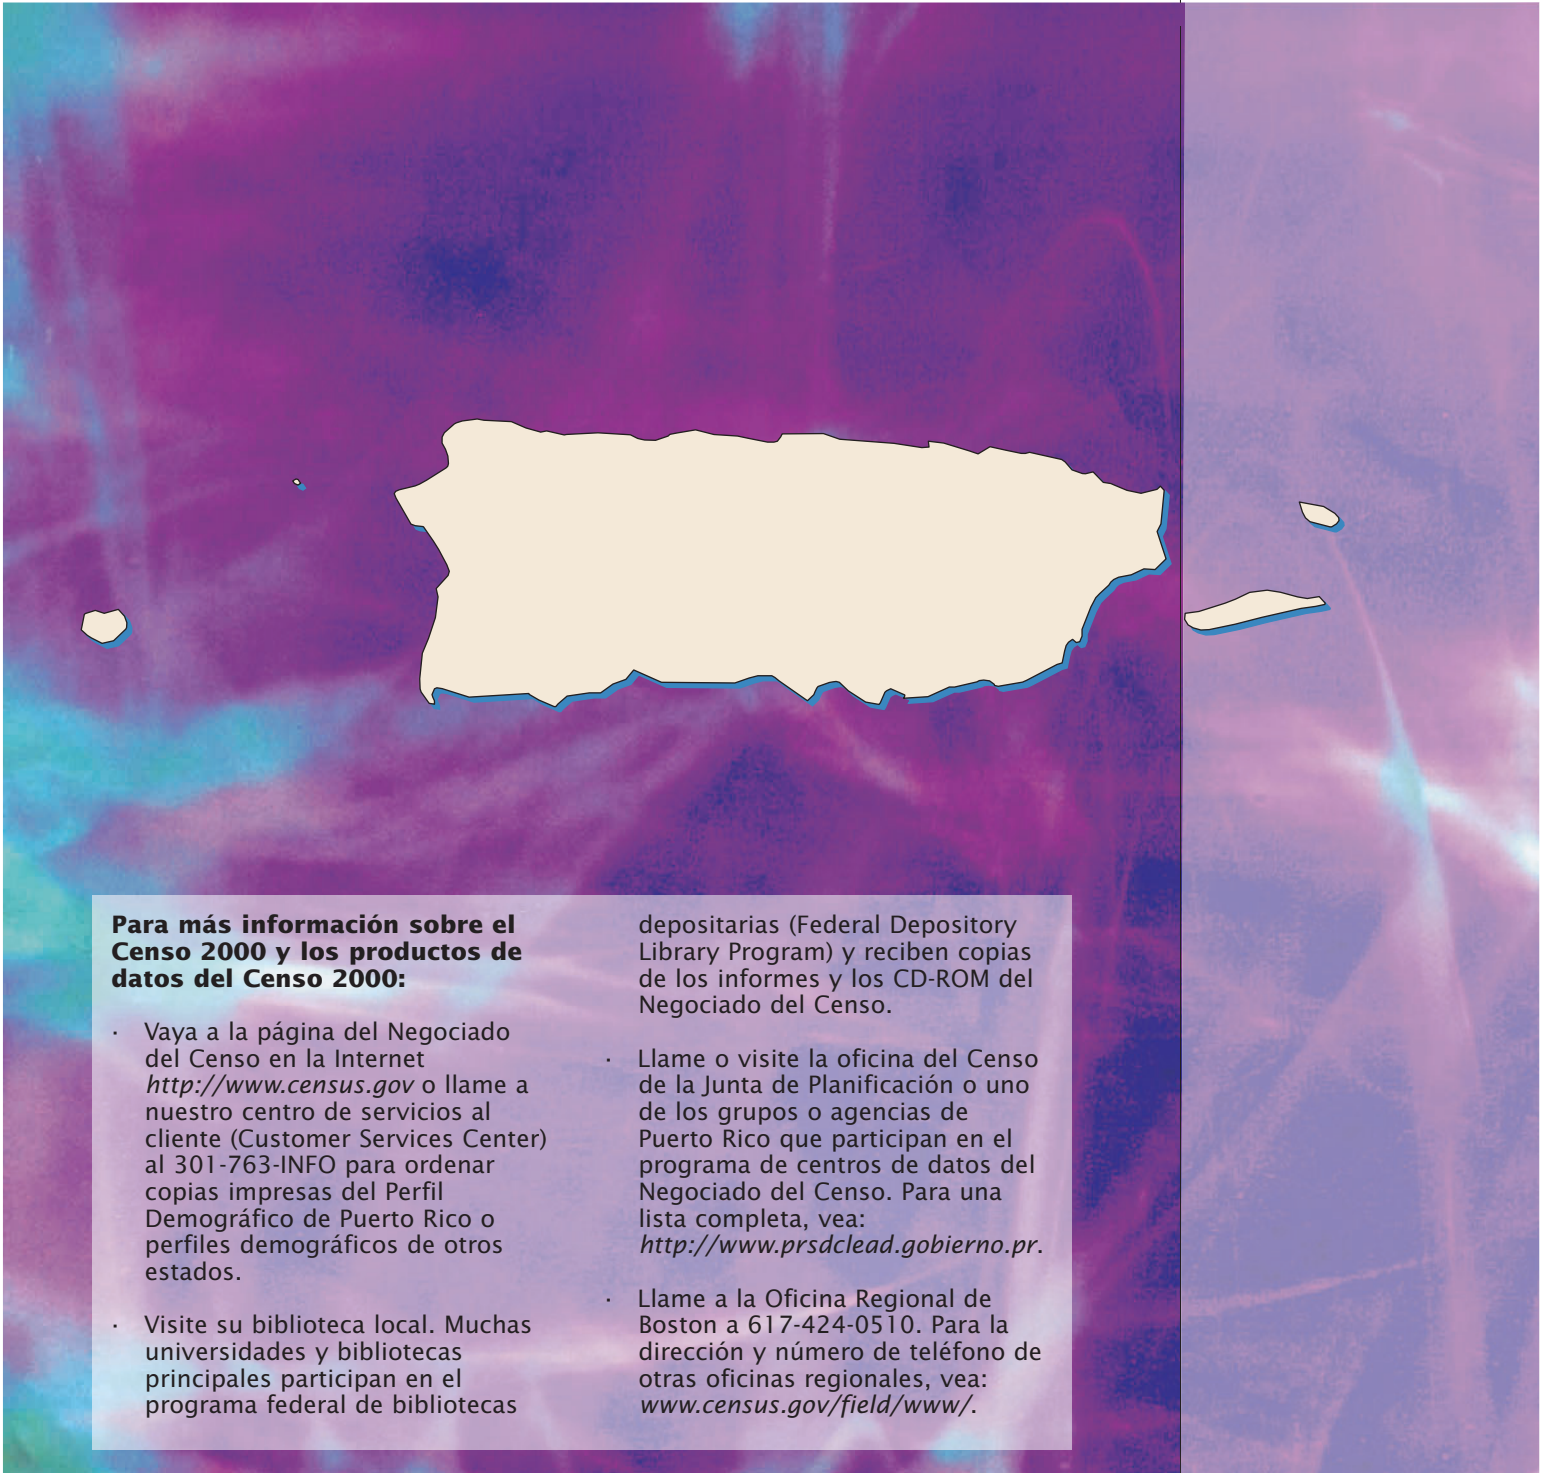 Para más información sobre el
Censo 2000 y los productos de
datos del Censo 2000:
· Vaya a la página del Negociado
del Censo en la Internet
http://www.census.gov o llame a
nuestro centro de servicios al
cliente (Customer Services Center)
al 301-763-INFO para ordenar
copias impresas del Perfil
Demográfico de Puerto Rico o
perfiles demográficos de otros
estados.
· Visite su biblioteca local. Muchas
universidades y bibliotecas
principales participan en el
programa federal de bibliotecas
depositarias (Federal Depository
Library Program) y reciben copias
de los informes y los CD-ROM del
Negociado del Censo.
· Llame o visite la oficina del Censo
de la Junta de Planificación o uno
de los grupos o agencias de
Puerto Rico que participan en el
programa de centros de datos del
Negociado del Censo. Para una
lista completa, vea:
http://www.prsdclead.gobierno.pr.
· Llame a la Oficina Regional de
Boston a 617-424-0510. Para la
dirección y número de teléfono de
otras oficinas regionales, vea:
www.census.gov/field/www/.